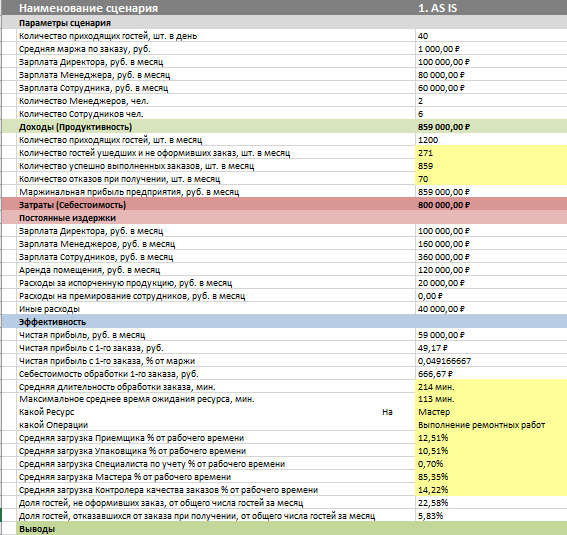 Наименование сценария 1. AS IS
Параметры сценария
Количество приходящих гостей, шт. в день 40
Средняя маржа по заказу, руб. 1 000,00 ₽
Зарплата Директора, руб. в месяц 100 000,00 ₽
Зарплата Менеджера, руб. в месяц 80 000,00 ₽
Зарплата Сотрудника, руб. в месяц 60 000,00 ₽
Количество Менеджеров, чел. 2
Количество Сотрудников чел. 6
Доходы (Продуктивность) 859 000,00 ₽
Количество приходящих гостей, шт. в месяц 1200
Количество гостей ушедших и не оформивших заказ, шт. в месяц 271
Количество успешно выполненных заказов, шт. в месяц 859
Количество отказов при получении, шт. в месяц 70
Маржинальная прибыль предприятия, руб. в месяц 859 000,00 ₽
Затраты (Себестоимость) 800 000,00 ₽
Постоянные издержки
Зарплата Директора, руб. в месяц 100 000,00 ₽
Зарплата Менеджеров, руб. в месяц 160 000,00 ₽
Зарплата Сотрудников, руб. в месяц 360 000,00 ₽
Аренда помещения, руб. в месяц 120 000,00 ₽
Расходы за испорченную продукцию, руб. в месяц 20 000,00 ₽
Расходы на премирование сотрудников, руб. в месяц 0,00 ₽
Иные расходы 40 000,00 ₽
Эффективность
Чистая прибыль, руб. в месяц 59 000,00 ₽
Чистая прибыль с 1-го заказа, руб. 49,17 ₽
Чистая прибыль с 1-го заказа, % от маржи 0,049166667
Себестоимость обработки 1-го заказа, руб. 666,67 ₽
Средняя длительность обработки заказа, мин. 214 мин.
Максимальное среднее время ожидания ресурса, мин. 113 мин.
Какой Ресурс На Мастер
какой Операции Выполнение ремонтных работ
Средняя загрузка Приемщика % от рабочего времени 12,51%
Средняя загрузка Упаковщика % от рабочего времени 10,51%
Средняя загрузка Специалиста по учету % от рабочего времени 0,70%
Средняя загрузка Мастера % от рабочего времени 85,35%
Средняя загрузка Контролера качества заказов % от рабочего времени 14,22%
Доля гостей, не оформивших заказ, от общего числа гостей за месяц 22,58%
Доля гостей, отказавшихся от заказа при получении, от общего числа гостей за месяц 5,83%
Выводы